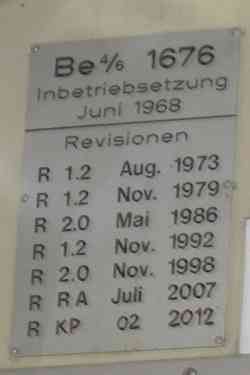 Be 4/6 1676
Inbetriebsetzung
Juni 1968
Revisionen
R 1.2 Aug. 1973
R 1.2 Nov. 1979
R 2.0 Mai 1986
R 1.2 Nov. 1992
R 2.0 Nov. 1998
R RA Juli 2007
R KP 02 2012